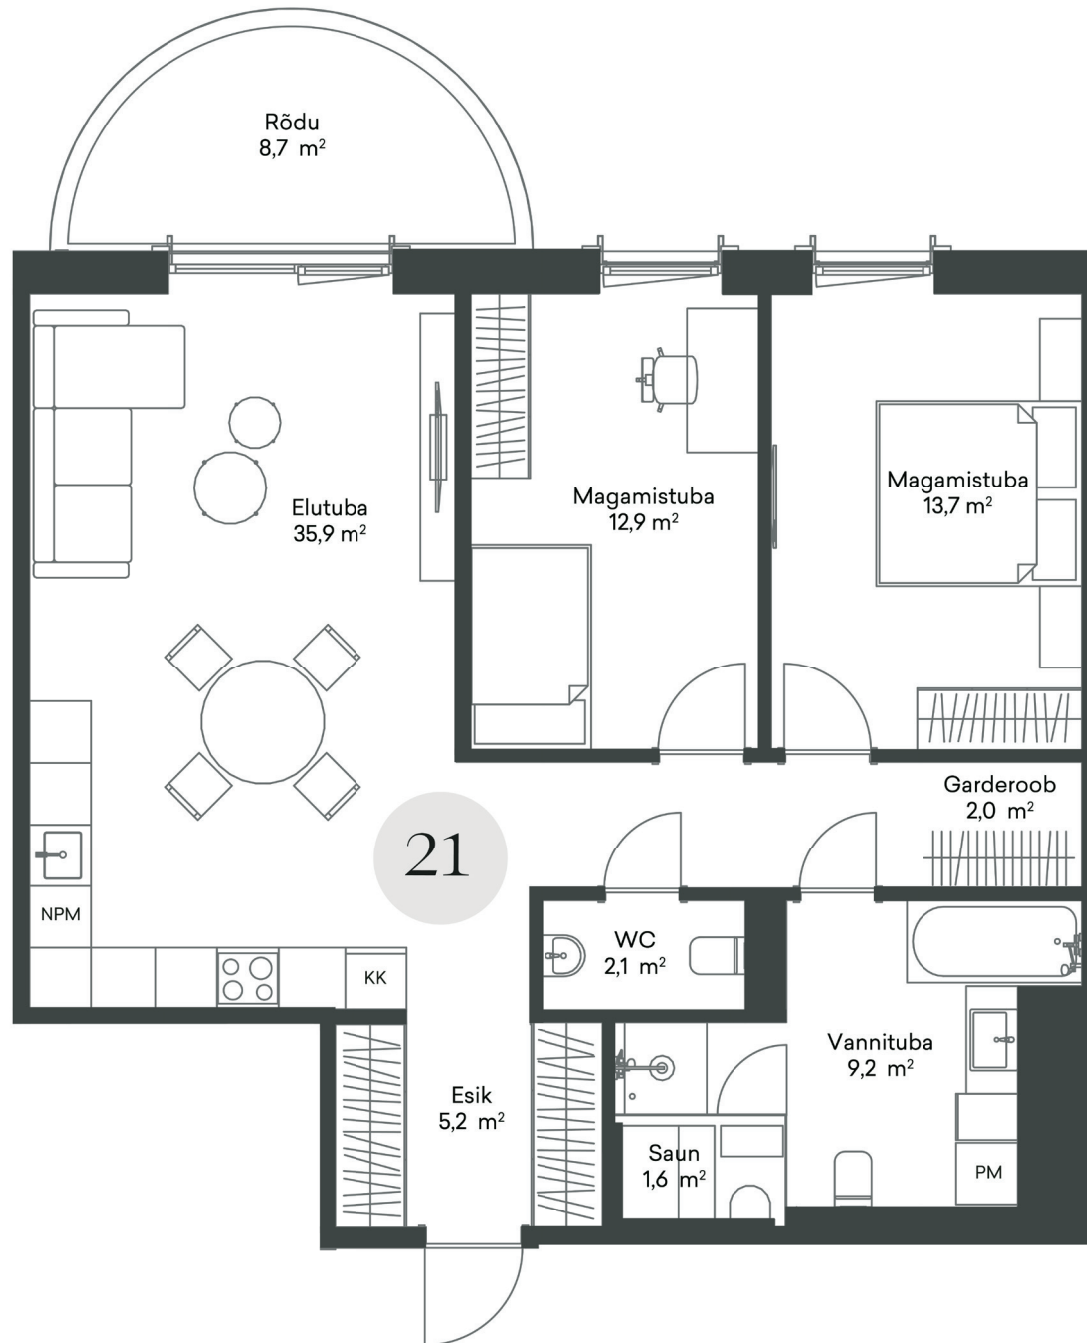 Rõdu
8,7 m²
Elutuba
35,9 m²
Magamistuba
12,9 m²
Magamistuba
13,7 m²
Garderoob
2,0 m²
21
NPM
KK
WC
2,1 m²
Vannituba
9,2 m²
Esik
5,2 m²
Saun
1,6 m²
PM